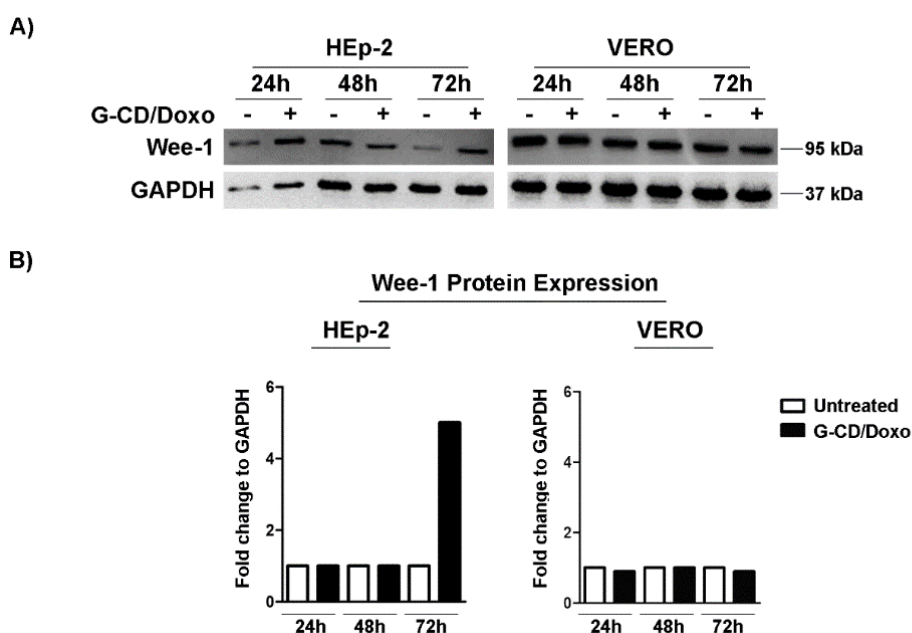 A)
HEp-2 VERO
24h 48h 72h 24h 48h 72h
G-CD/Doxo - + - + - + - + - + - +
Wee-1 95 kDa
GAPDH 37 kDa
B)
Wee-1 Protein Expression
HEp-2 VERO
Fold change to GAPDH
6
4
2
0
24h 48h 72h
Fold change to GAPDH
6
4
2
0
24h 48h 72h
Untreated
G-CD/Doxo